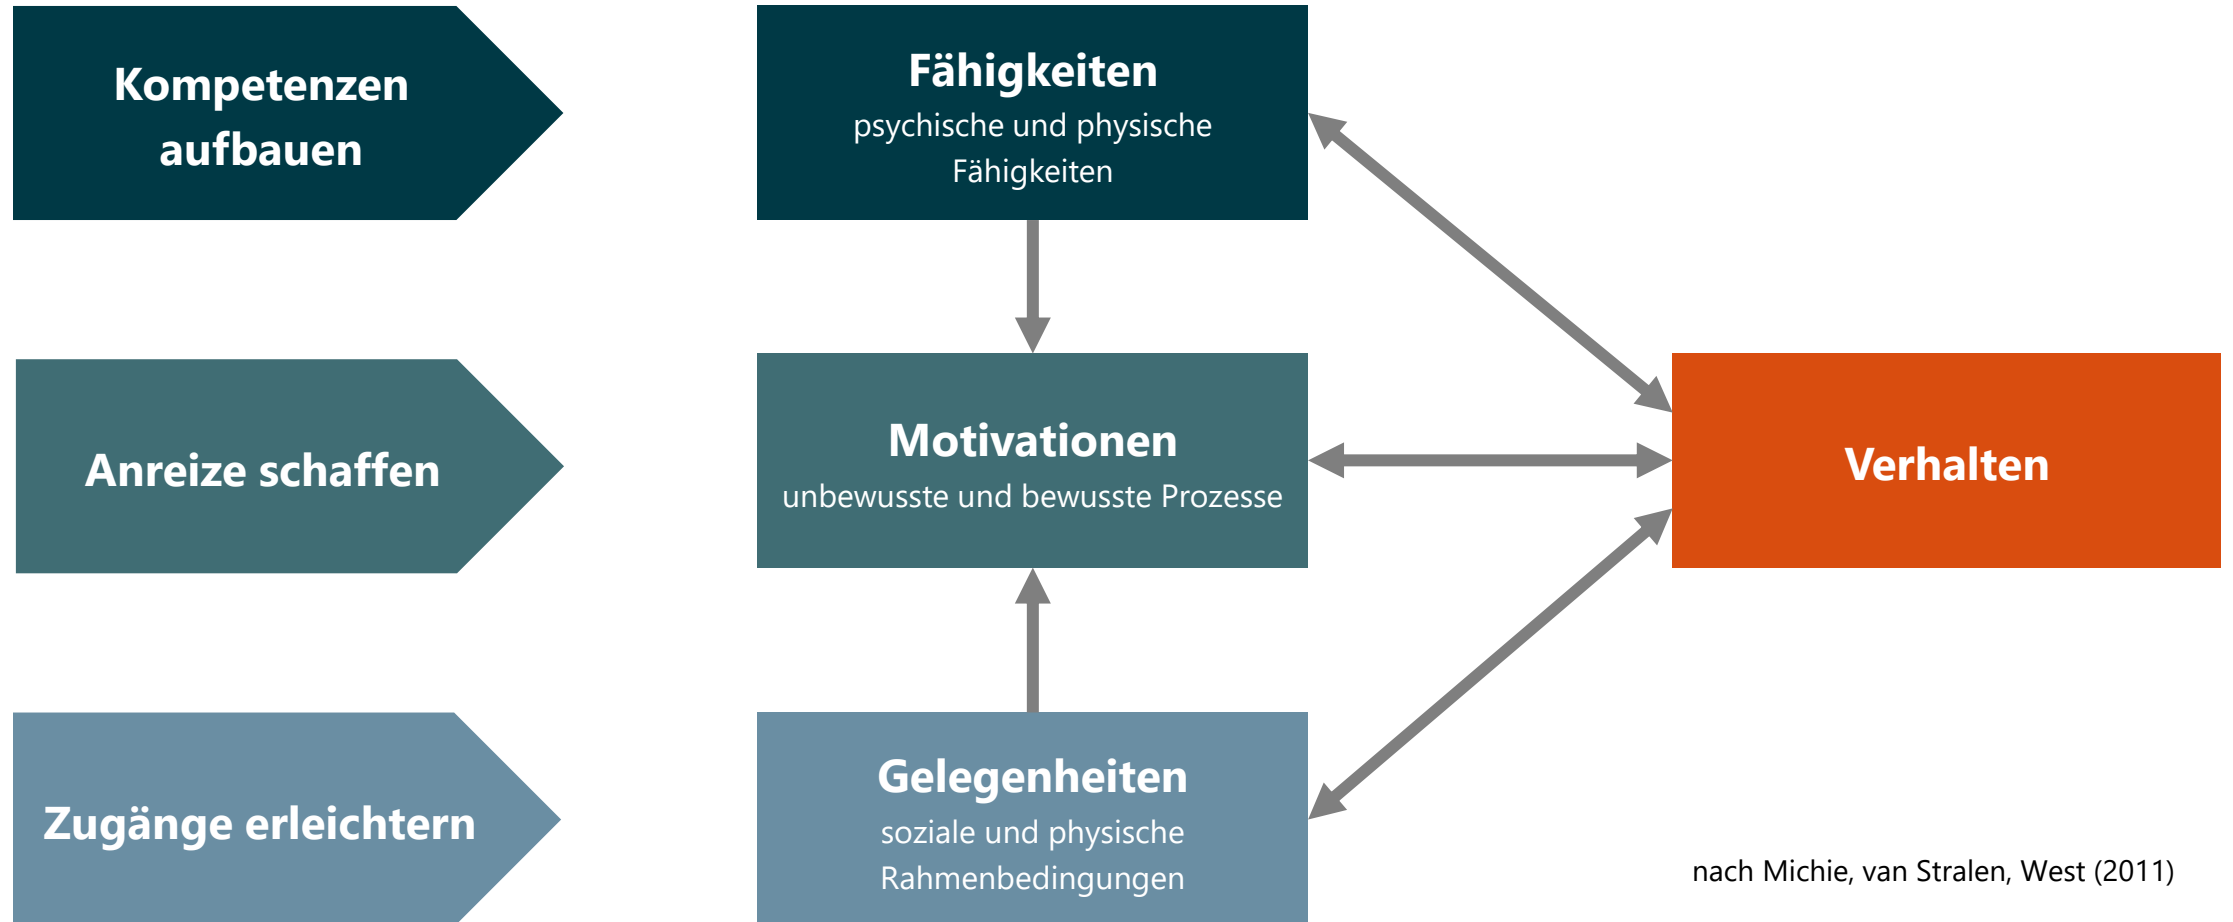 Kompetenzen
aufbauen
Fähigkeiten
psychische und physische
Fähigkeiten
Anreize schaffen
Motivationen
unbewusste und bewusste Prozesse
Verhalten
Zugänge erleichtern
Gelegenheiten
soziale und physische
Rahmenbedingungen
nach Michie, van Stralen, West (2011)